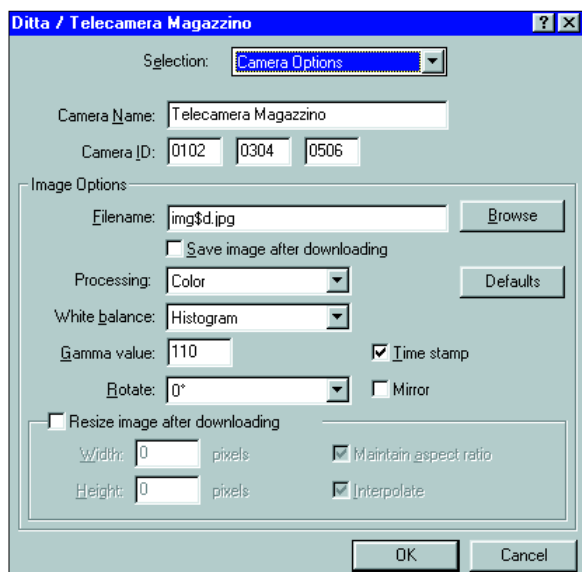 Ditta / Telecamera Magazzino ? X
Selection: Camera Options
Camera Name: Telecamera Magazzino
Camera ID: 0102 0304 0506
Image Options
Filename: img$d.jpg Browse
Save image after downloading
Processing: Color Defaults
White balance: Histogram
Gamma value: 110 Time stamp
Rotate: 0° Mirror
Resize image after downloading
Width: 0 pixels Maintain aspect ratio
Height: 0 pixels Interpolate
OK Cancel